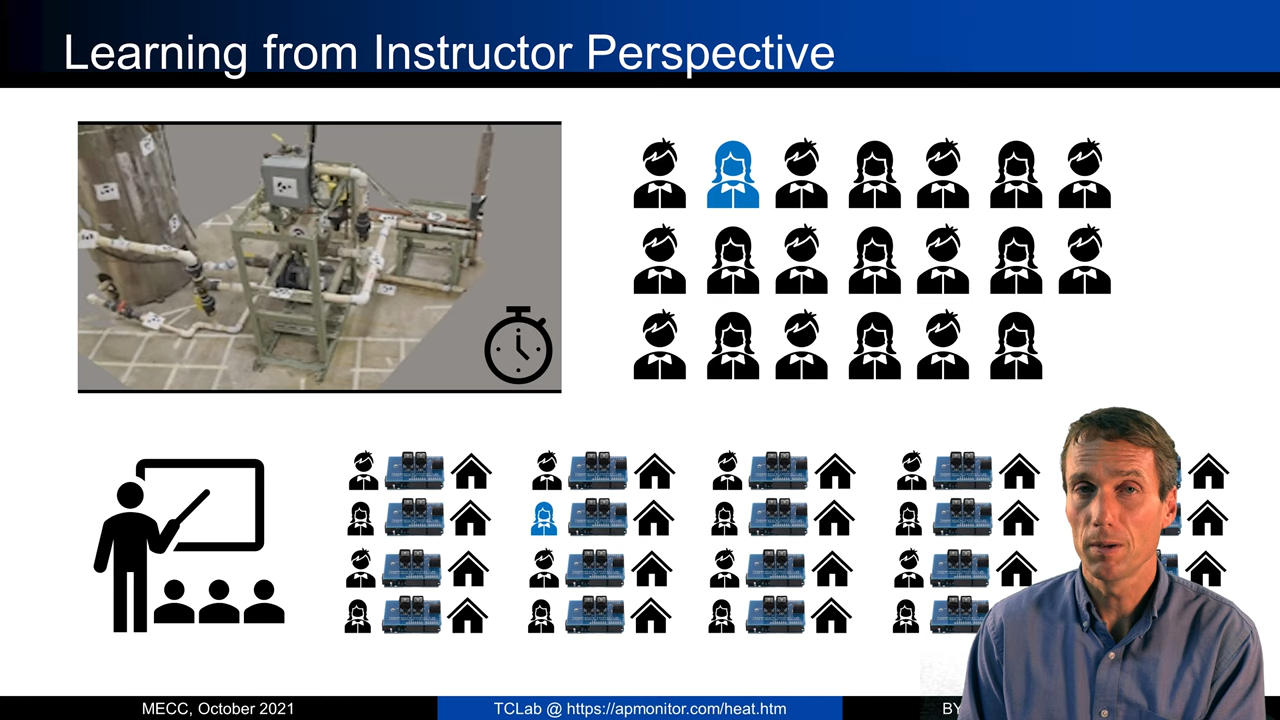 Learning from Instructor Perspective
MECC, October 2021
TCLab @ https://apmonitor.com/heat.htm
BY